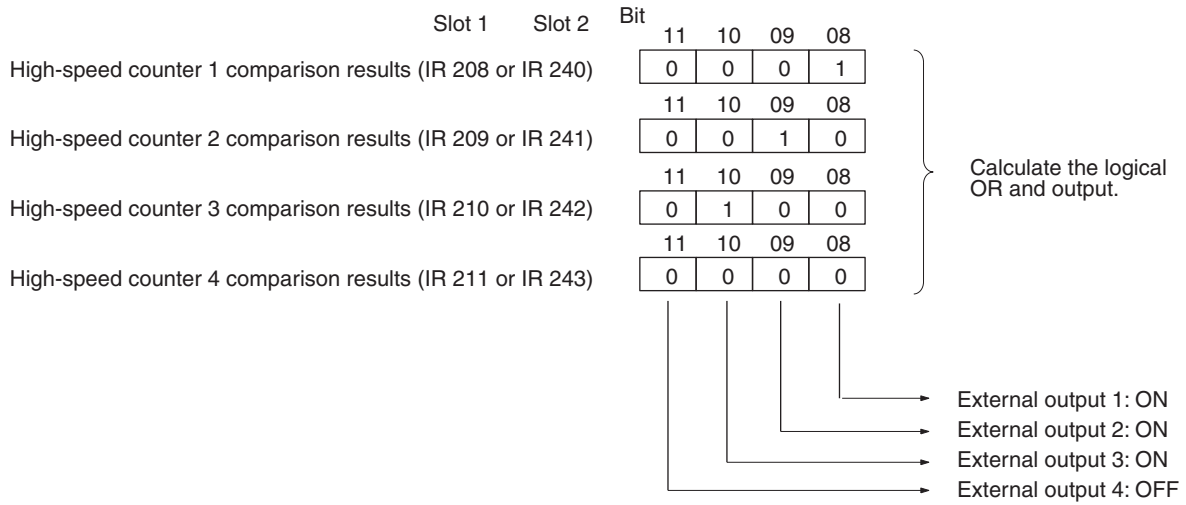 Slot 1 Slot 2 Bit
11 10 09 08
High-speed counter 1 comparison results (IR 208 or IR 240) 0 0 0 1
11 10 09 08
High-speed counter 2 comparison results (IR 209 or IR 241) 0 0 1 0
11 10 09 08
High-speed counter 3 comparison results (IR 210 or IR 242) 0 1 0 0
11 10 09 08
High-speed counter 4 comparison results (IR 211 or IR 243) 0 0 0 0
Calculate the logical
OR and output.
External output 1: ON
External output 2: ON
External output 3: ON
External output 4: OFF